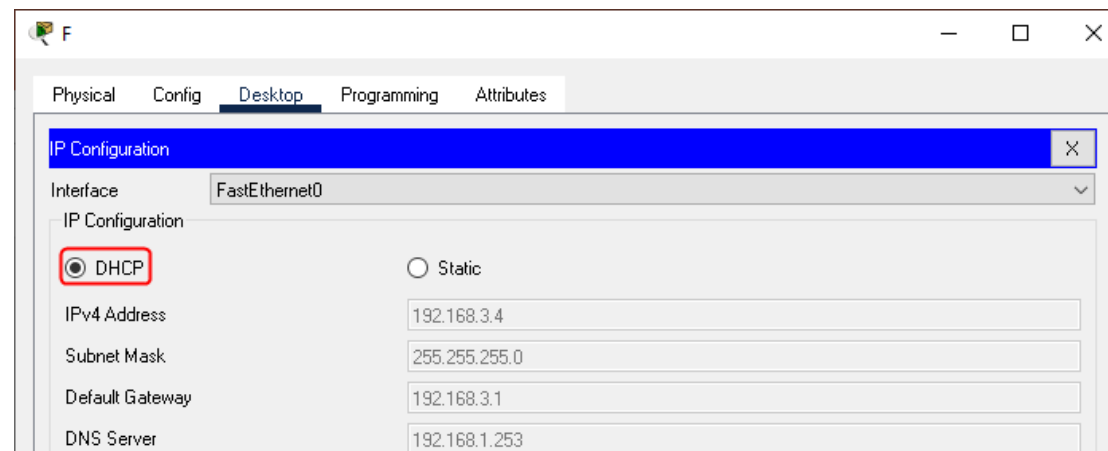 F
Physical Config Desktop Programming Attributes
IP Configuration X
Interface FastEthernet0
IP Configuration
DHCP Static
IPv4 Address 192.168.3.4
Subnet Mask 255.255.255.0
Default Gateway 192.168.3.1
DNS Server 192.168.1.253